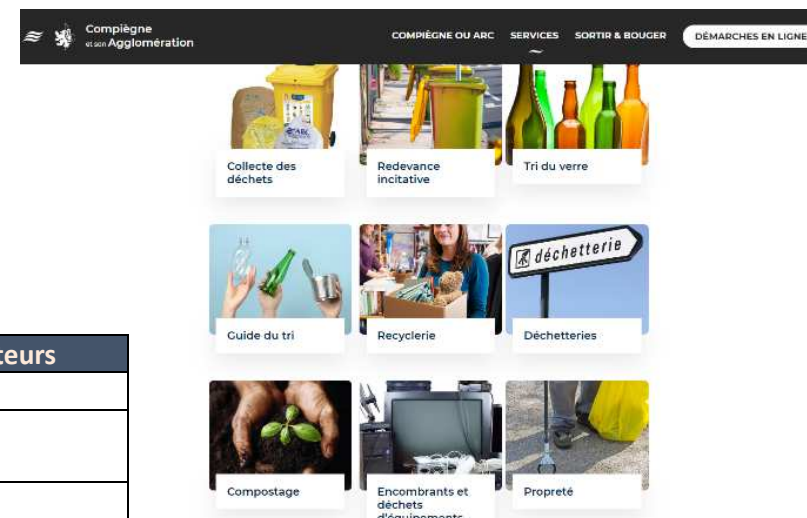 Compiègne
et son Agglomération
COMPIÈGNE OU ARC SERVICES SORTIR & BOUGER DÉMARCHES EN LIGNE
Collecte des
déchets
Redevance
incitative
Tri du verre
déchetterie
Guide du tri
Recyclerie
Déchetteries
teurs
Compostage
Encombrants et
déchets
d'équipements
Propreté